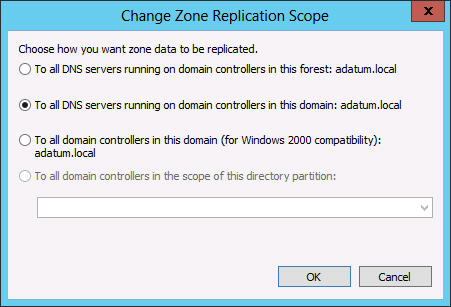 Change Zone Replication Scope
x
Choose how you want zone data to be replicated.
To all DNS servers running on domain controllers in this forest: adatum.local
To all DNS servers running on domain controllers in this domain: adatum.local
To all domain controllers in this domain (for Windows 2000 compatibility):
adatum.local
To all domain controllers in the scope of this directory partition:
OK Cancel